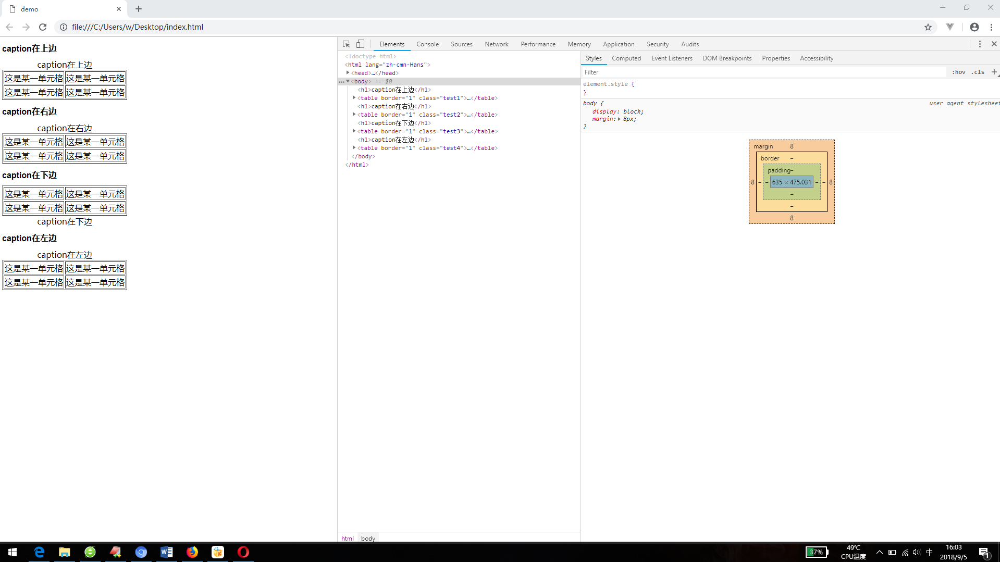 demo
file:///C:/Users/w/Desktop/index.html
caption在上边
caption在上边
这是某一单元格 这是某一单元格
这是某一单元格 这是某一单元格
caption在右边
caption在右边
这是某一单元格 这是某一单元格
这是某一单元格 这是某一单元格
caption在下边
这是某一单元格 这是某一单元格
这是某一单元格 这是某一单元格
caption在下边
caption在左边
caption在左边
这是某一单元格 这是某一单元格
这是某一单元格 这是某一单元格
Elements Console Sources Network Performance Memory Application Security Audits
<!doctype html>
<html lang="zh-cmn-Hans">
<head>…</head>
<body> == $0
<h1>caption在上边</h1>
<table border="1" class="test1">…</table>
<h1>caption在右边</h1>
<table border="1" class="test2">…</table>
<h1>caption在下边</h1>
<table border="1" class="test3">…</table>
<h1>caption在左边</h1>
<table border="1" class="test4">…</table>
</body>
</html>
html body
Styles Computed Event Listeners DOM Breakpoints Properties Accessibility
Filter :hov .cls +
element.style {
}
body { user agent stylesheet
display: block;
margin: 8px;
}
margin 8
border –
padding –
8 – – 635 × 475.031 – – 8
–
–
8
37% 49℃ 中 16:03
CPU温度 2018/9/5 1